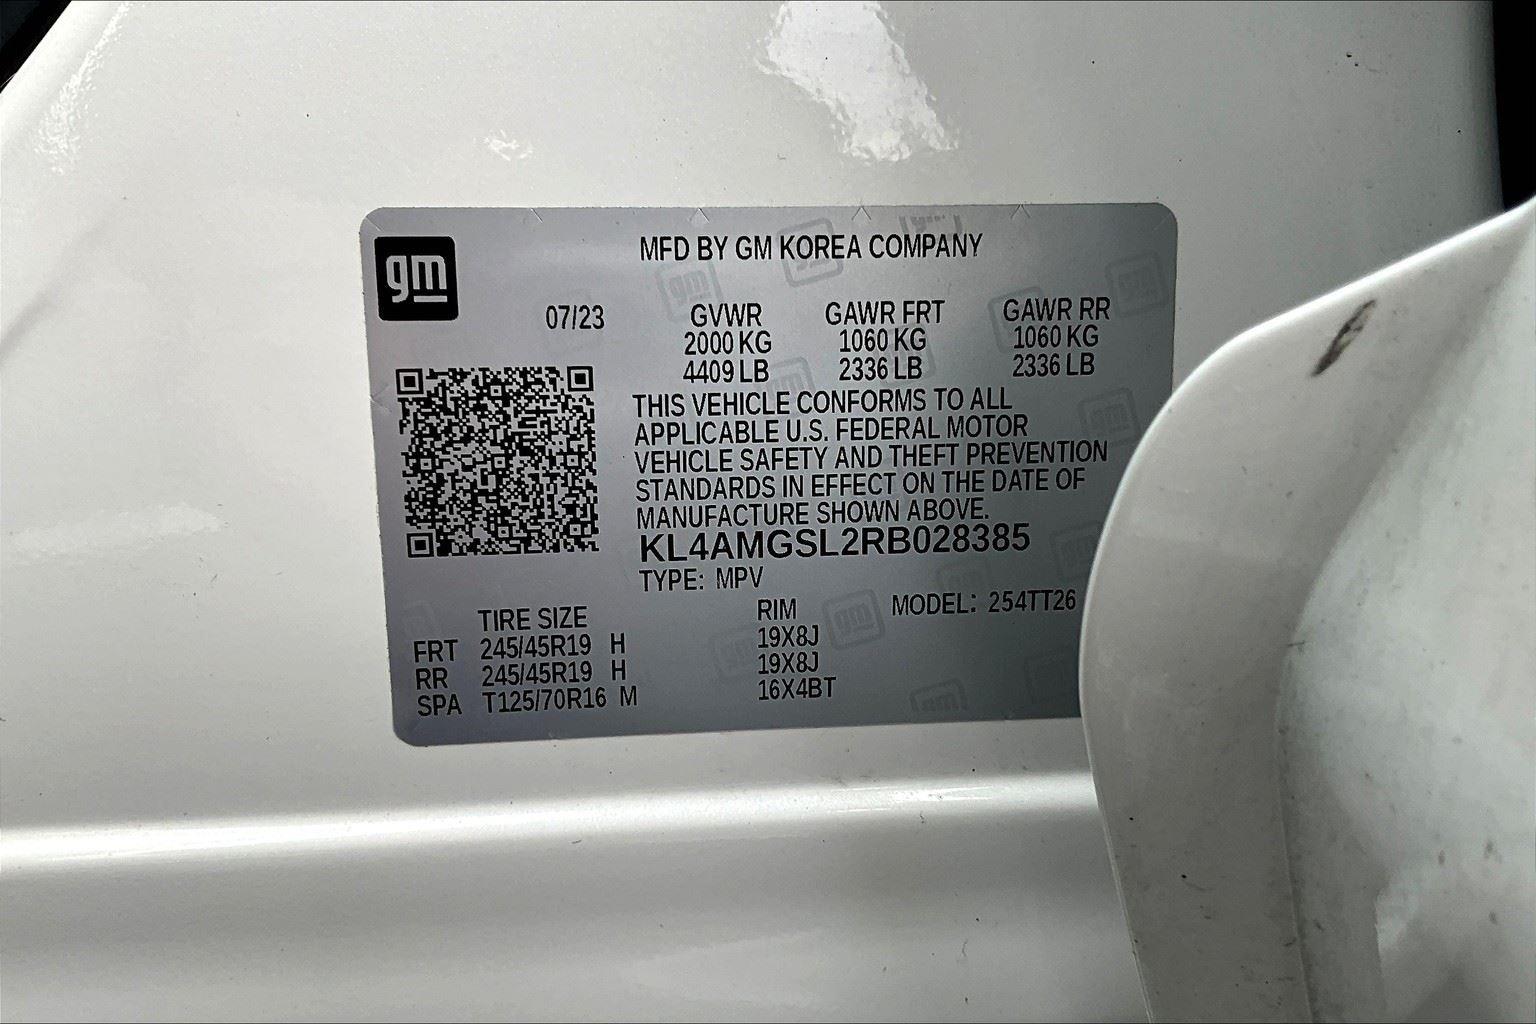 gm
MFD BY GM KOREA COMPANY
07/23 GVWR GAWR FRT GAWR RR
2000 KG 1060 KG 1060 KG
4409 LB 2336 LB 2336 LB
THIS VEHICLE CONFORMS TO ALL
APPLICABLE U.S. FEDERAL MOTOR
VEHICLE SAFETY AND THEFT PREVENTION
STANDARDS IN EFFECT ON THE DATE OF
MANUFACTURE SHOWN ABOVE.
KL4AMGSL2RB028385
TYPE: MPV
TIRE SIZE RIM MODEL: 254TT26
FRT 245/45R19 H 19X8J
RR 245/45R19 H 19X8J
SPA T125/70R16 M 16X4BT